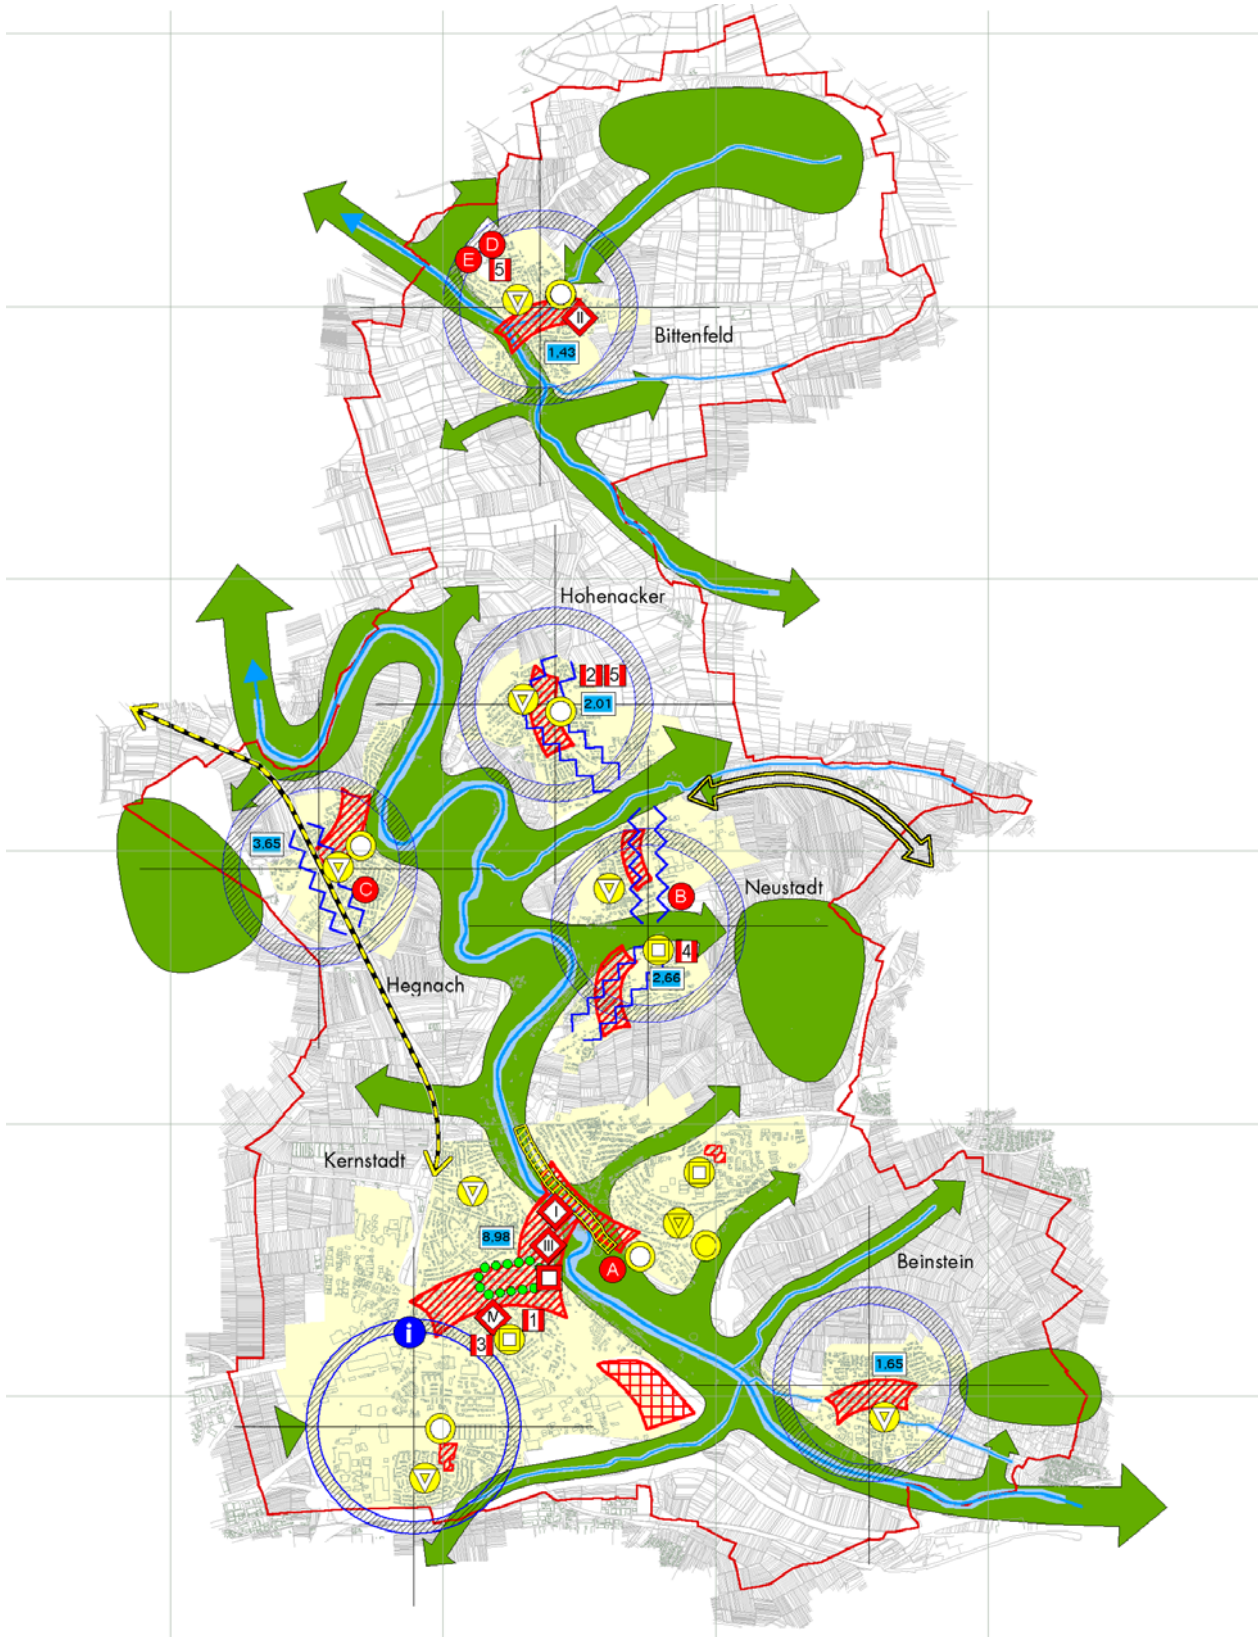 D
E
5
II
Bittenfeld
1,43
Hohenacker
2
5
2,01
3,65
C
B
Neustadt
4
2,66
Hegnach
Kernstadt
I
8,98
III
A
Beinstein
IV
1
3
i
1,65